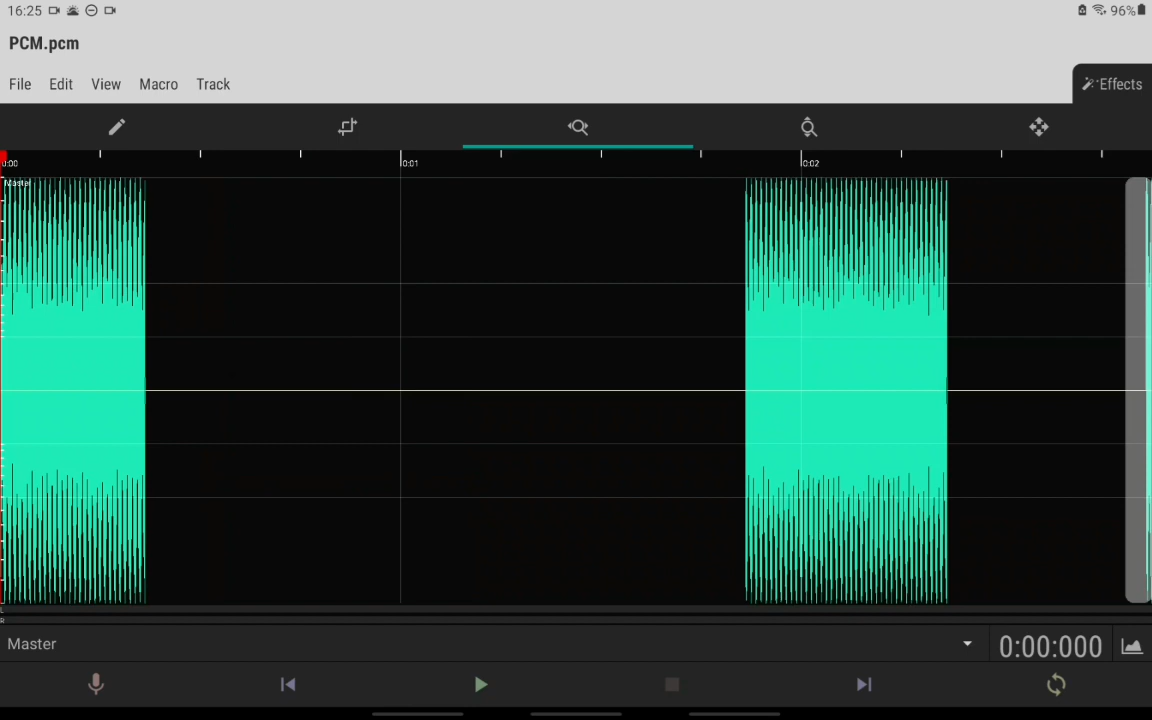 16:25 96%
PCM.pcm
File Edit View Macro Track Effects
0:00 0:01 0:02
Master
L
R
Master 0:00:000